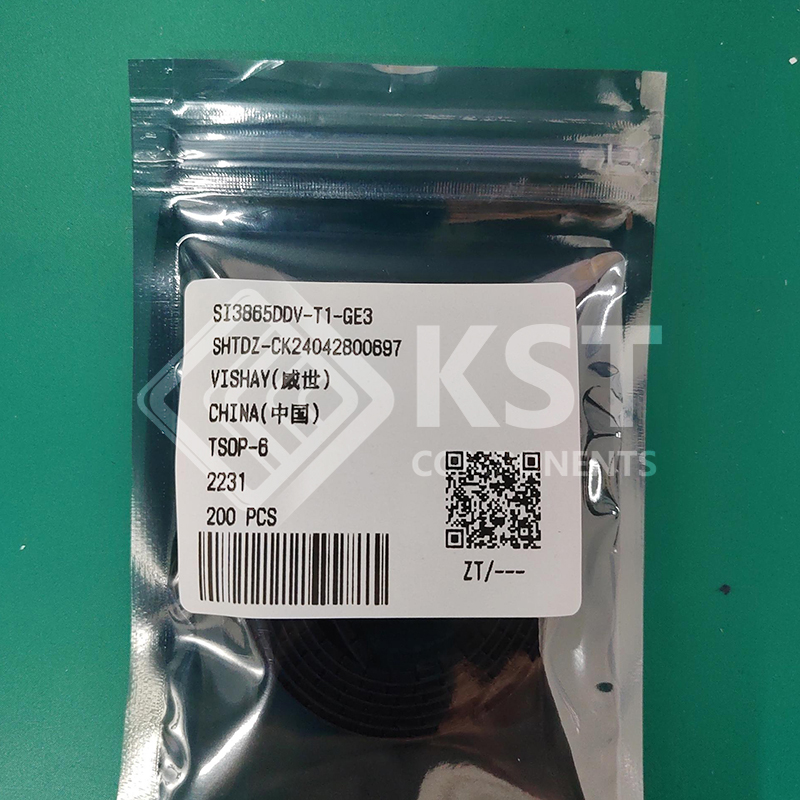 SI3865DDV-T1-GE3
SHTDZ-CK24042800697
VISHAY(威世)
CHINA(中国)
TSOP-6
2231
200 PCS
ZT/---
KST
COMPONENTS